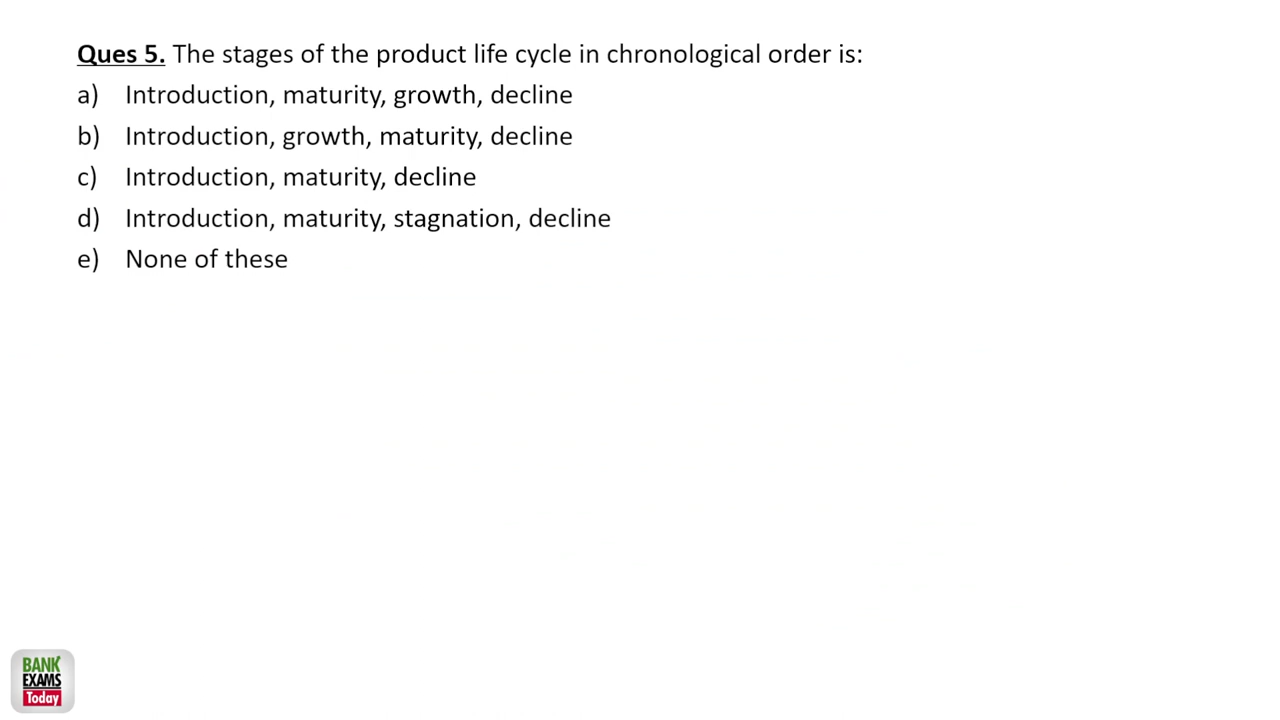 Ques 5. The stages of the product life cycle in chronological order is:
a) Introduction, maturity, growth, decline
b) Introduction, growth, maturity, decline
c) Introduction, maturity, decline
d) Introduction, maturity, stagnation, decline
e) None of these
BANK
EXAMS
Today